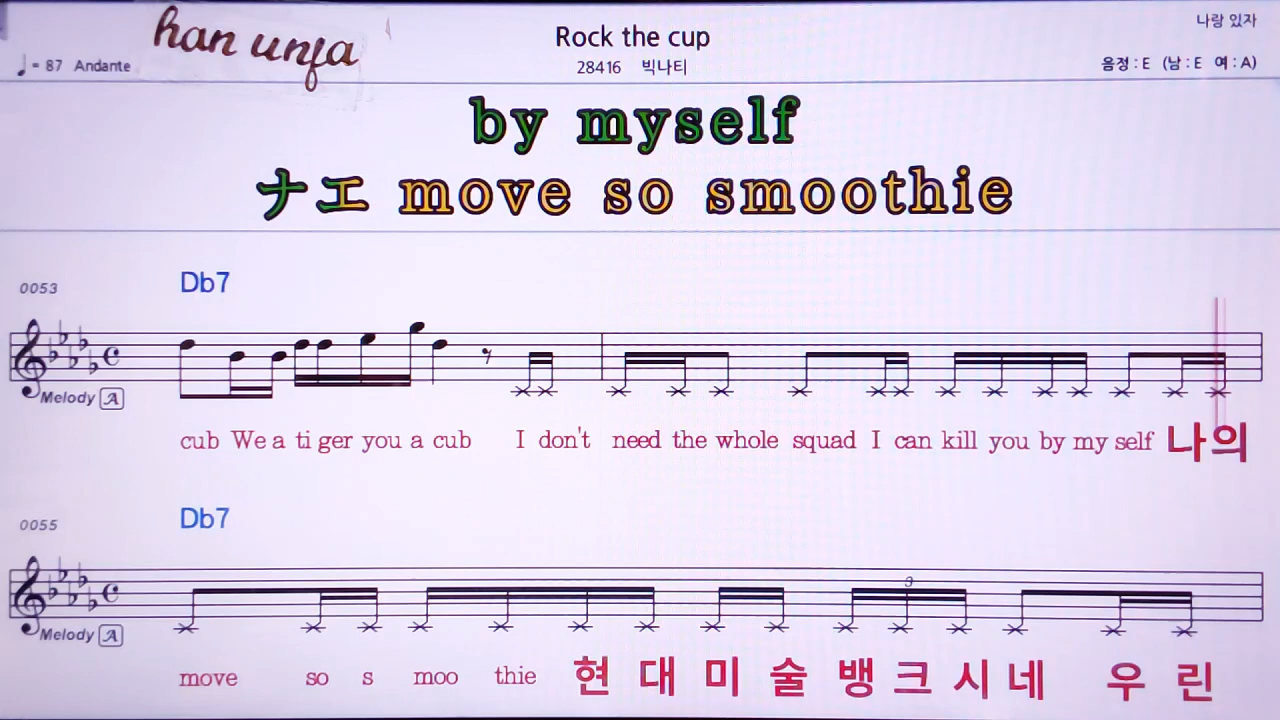 han unja
Rock the cup
나랑 있자
♩= 87 Andante
28416 빅나티
음정 : E (남 : E 여 : A)
by myself
ナエ move so smoothie
0053
Db7
Melody A
cub We a ti ger you a cub I don't need the whole squad I can kill you by my self 나의
0055
Db7
3
Melody A
move so s moo thie 현 대 미 술 뱅 크 시 네 우 린